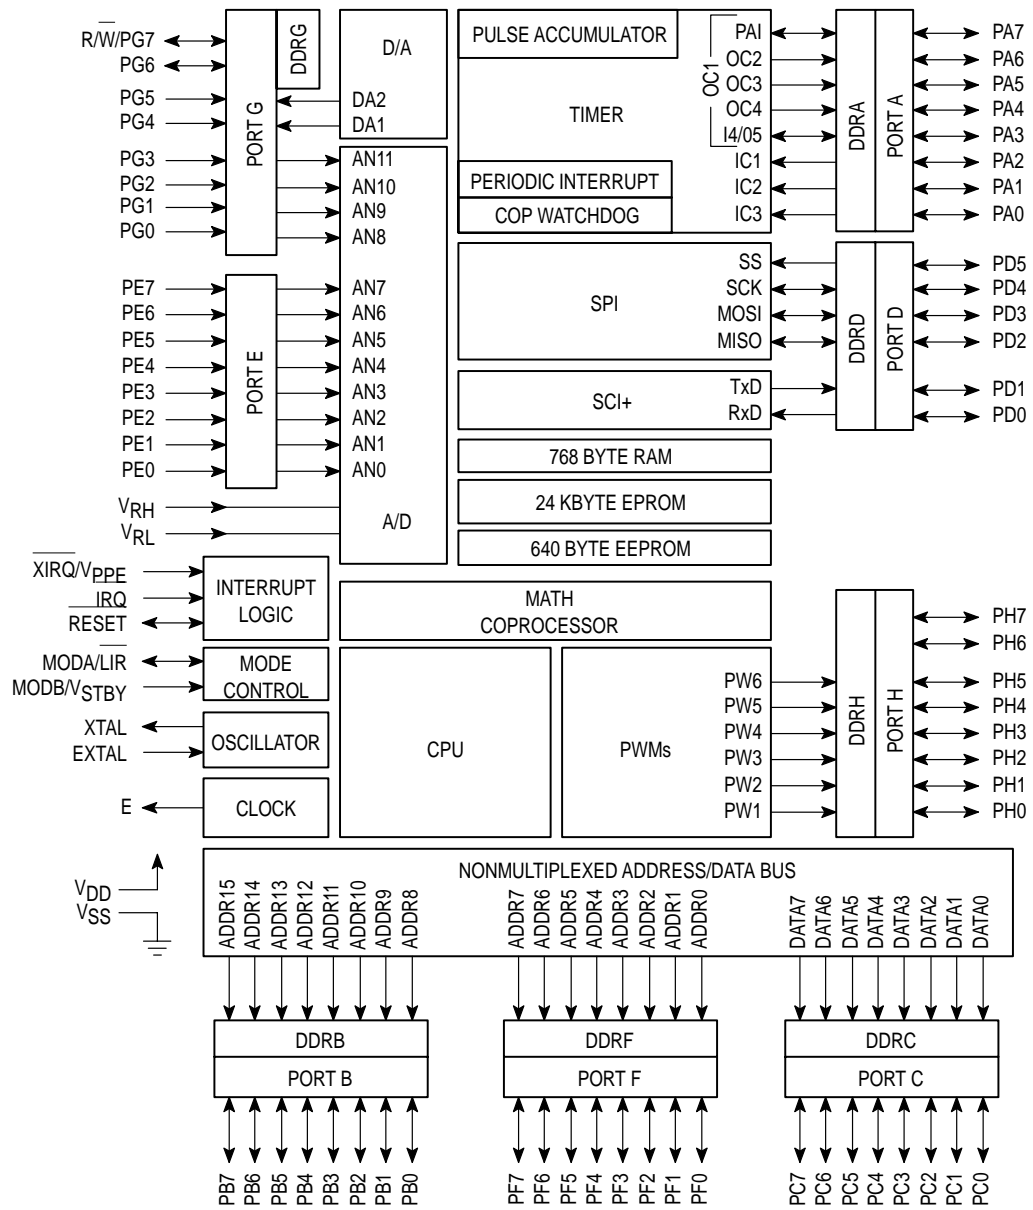 R/W/PG7
PG6
PG5
PG4
PG3
PG2
PG1
PG0
PORT G
DDRG
D/A
DA2
DA1
AN11
AN10
AN9
AN8
PE7
PE6
PE5
PE4
PE3
PE2
PE1
PE0
PORT E
AN7
AN6
AN5
AN4
AN3
AN2
AN1
AN0
VRH
VRL
A/D
PULSE ACCUMULATOR
TIMER
PERIODIC INTERRUPT
COP WATCHDOG
OC1
PAI
OC2
OC3
OC4
I4/05
IC1
IC2
IC3
DDRA
PORT A
PA7
PA6
PA5
PA4
PA3
PA2
PA1
PA0
SPI
SS
SCK
MOSI
MISO
SCI+
TxD
RxD
DDRD
PORT D
PD5
PD4
PD3
PD2
PD1
PD0
768 BYTE RAM
24 KBYTE EPROM
640 BYTE EEPROM
XIRQ/VPPE
IRQ
RESET
INTERRUPT
LOGIC
MODA/LIR
MODB/VSTBY
MODE
CONTROL
XTAL
EXTAL
OSCILLATOR
E
CLOCK
MATH
COPROCESSOR
CPU
PWMs
PW6
PW5
PW4
PW3
PW2
PW1
DDRH
PORT H
PH7
PH6
PH5
PH4
PH3
PH2
PH1
PH0
VDD
VSS
NONMULTIPLEXED ADDRESS/DATA BUS
ADDR15
ADDR14
ADDR13
ADDR12
ADDR11
ADDR10
ADDR9
ADDR8
ADDR7
ADDR6
ADDR5
ADDR4
ADDR3
ADDR2
ADDR1
ADDR0
DATA7
DATA6
DATA5
DATA4
DATA3
DATA2
DATA1
DATA0
DDRB
PORT B
DDRF
PORT F
DDRC
PORT C
PB7
PB6
PB5
PB4
PB3
PB2
PB1
PB0
PF7
PF6
PF5
PF4
PF3
PF2
PF1
PF0
PC7
PC6
PC5
PC4
PC3
PC2
PC1
PC0